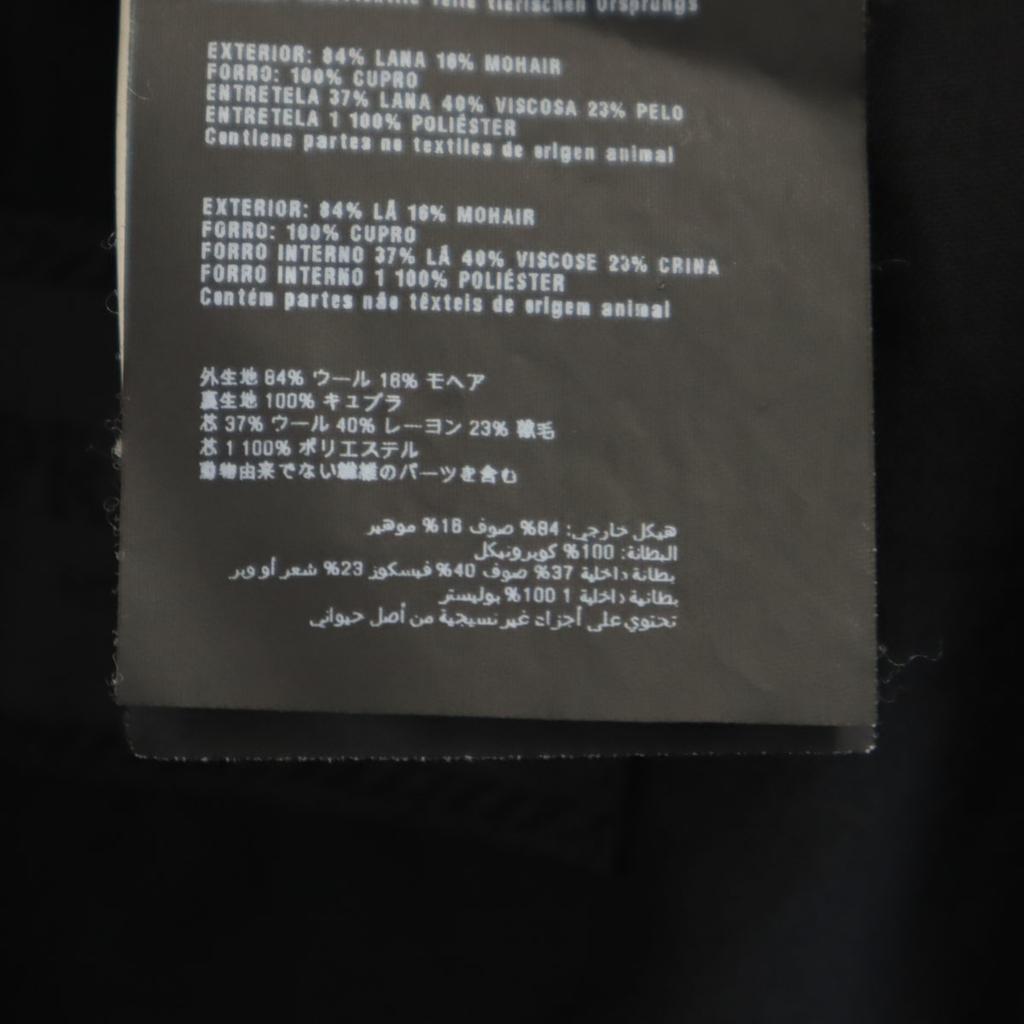 tierischen Ursprungs
EXTERIOR: 84% LANA 16% MOHAIR
FORRO: 100% CUPRO
ENTRETELA 37% LANA 40% VISCOSA 23% PELO
ENTRETELA 1 100% POLIÉSTER
Contiene partes no textiles de origen animal
EXTERIOR: 84% LÃ 16% MOHAIR
FORRO: 100% CUPRO
FORRO INTERNO 37% LÃ 40% VISCOSE 23% CRINA
FORRO INTERNO 1 100% POLIÉSTER
Contém partes não têxteis de origem animal
外生地 84% ウール 16% モヘア
裏生地 100% キュプラ
芯 37% ウール 40% レーヨン 23% 獣毛
芯 1 100% ポリエステル
動物由来でない繊維のパーツを含む
هيكل خارجي: 84% صوف 16% موهير
البطانة: 100% كوبرونيكل
بطانة داخلية 37% صوف 40% فيسكوز 23% شعر أو وبر
بطانية داخلية 1 100% بوليستر
تحتوي على أجزاء غير نسيجية من أصل حيواني